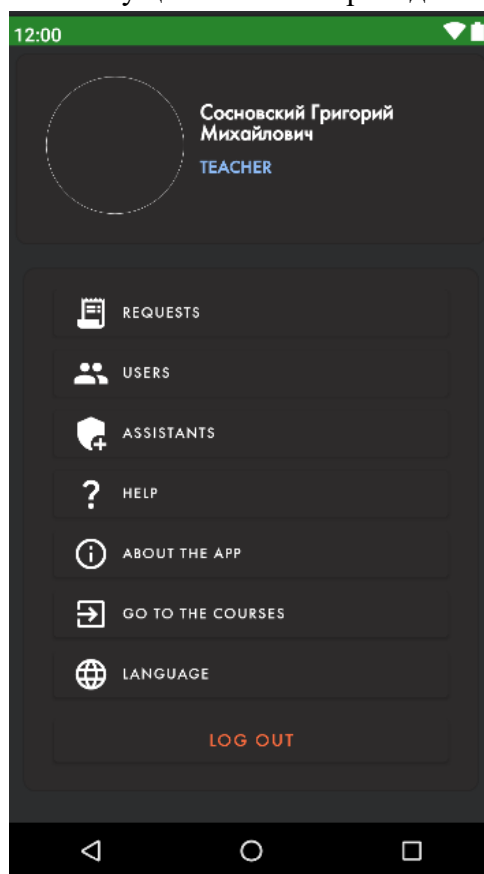 12:00
Сосновский Григорий
Михайлович
TEACHER
REQUESTS
USERS
ASSISTANTS
HELP
ABOUT THE APP
GO TO THE COURSES
LANGUAGE
LOG OUT